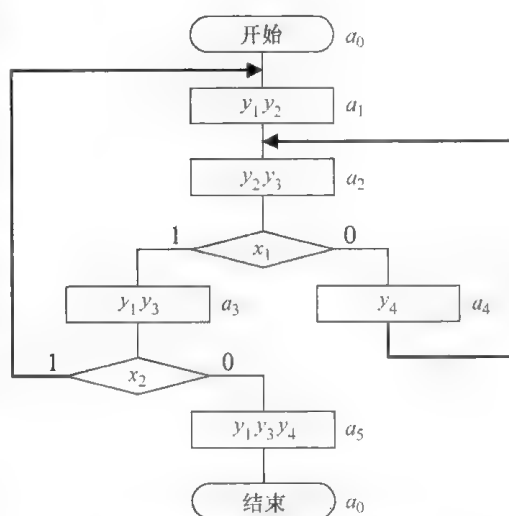 开始 a₀
y₁y₂ a₁
y₂y₃ a₂
1 x₁ 0
y₁y₃ a₃ y₄ a₄
1 x₂ 0
y₁y₃y₄ a₅
结束 a₀